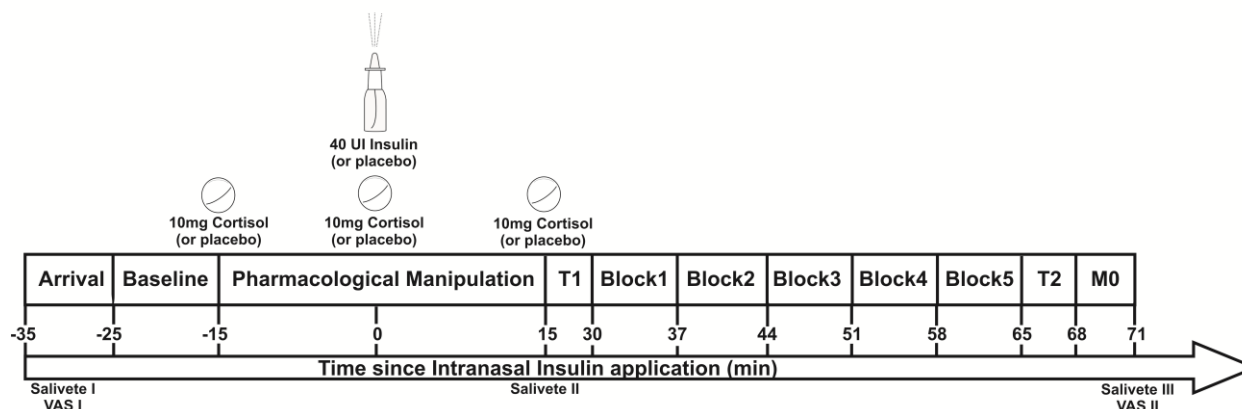 40 UI Insulin
(or placebo)
10mg Cortisol
(or placebo)
10mg Cortisol
(or placebo)
10mg Cortisol
(or placebo)
Arrival Baseline Pharmacological Manipulation T1 Block1 Block2 Block3 Block4 Block5 T2 M0
-35 -25 -15 0 15 30 37 44 51 58 65 68 71
Time since Intranasal Insulin application (min)
Salivete I Salivete II Salivete III
VAS I VAS II